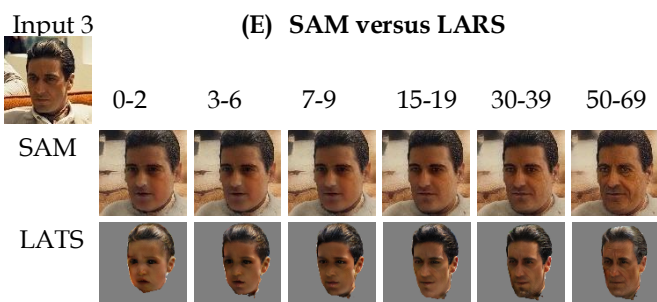 Input 3
(E) SAM versus LARS
0-2 3-6 7-9 15-19 30-39 50-69
SAM
LATS